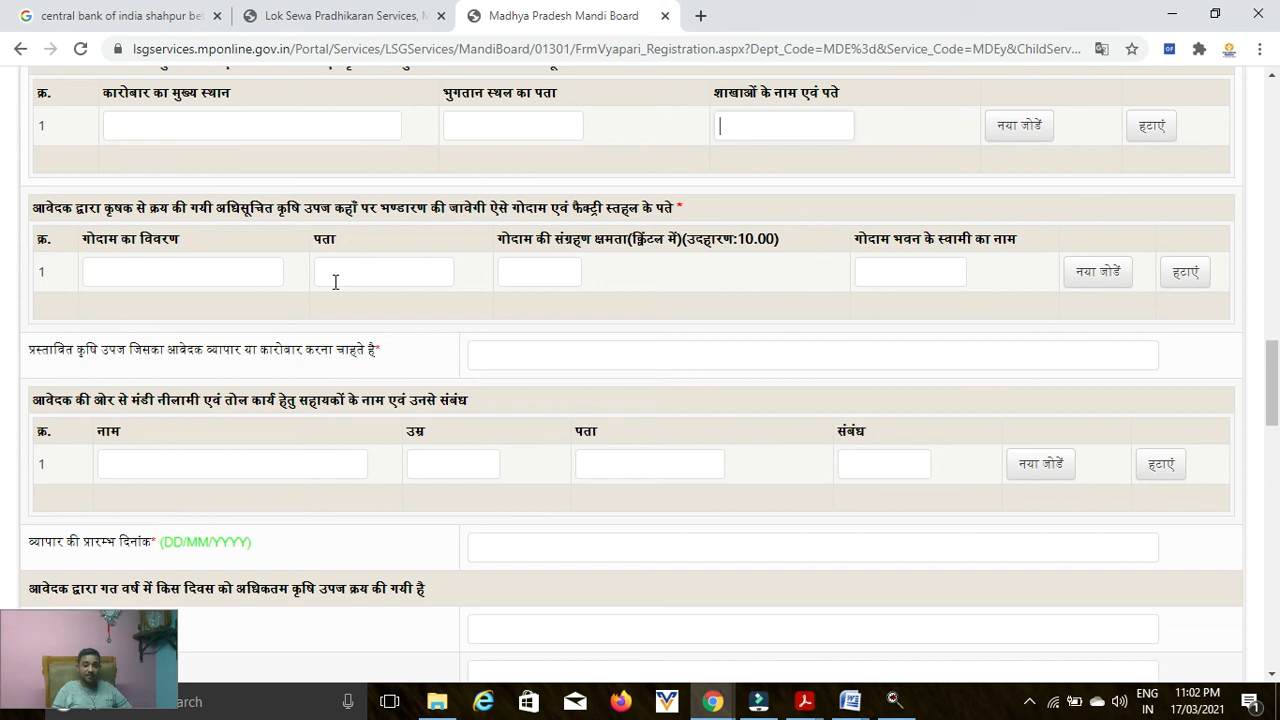 central bank of india shahpur bet
Lok Sewa Pradhikaran Services, M
Madhya Pradesh Mandi Board
lsgservices.mponline.gov.in/Portal/Services/LSGServices/MandiBoard/01301/FrmVyapari_Registration.aspx?Dept_Code=MDE%3d&Service_Code=MDEy&ChildServ...
क्र. कारोबार का मुख्य स्थान भुगतान स्थल का पता शाखाओं के नाम एवं पते
1 नया जोडें हटाएं
आवेदक द्वारा कृषक से क्रय की गयी अधिसूचित कृषि उपज कहाँ पर भण्डारण की जावेगी ऐसे गोदाम एवं फैक्ट्री स्तहल के पते *
क्र. गोदाम का विवरण पता गोदाम की संग्रहण क्षमता(क्विंटल में)(उदहारण:10.00) गोदाम भवन के स्वामी का नाम
1 नया जोडें हटाएं
प्रस्तावित कृषि उपज जिसका आवेदक व्यापार या कारोबार करना चाहते है*
आवेदक की ओर से मंडी नीलामी एवं तोल कार्य हेतु सहायकों के नाम एवं उनसे संबंध
क्र. नाम उम्र पता संबंध
1 नया जोडें हटाएं
व्यापार की प्रारम्भ दिनांक* (DD/MM/YYYY)
आवेदक द्वारा गत वर्ष में किस दिवस को अधिकतम कृषि उपज क्रय की गयी है
arch
ENG 11:02 PM
IN 17/03/2021